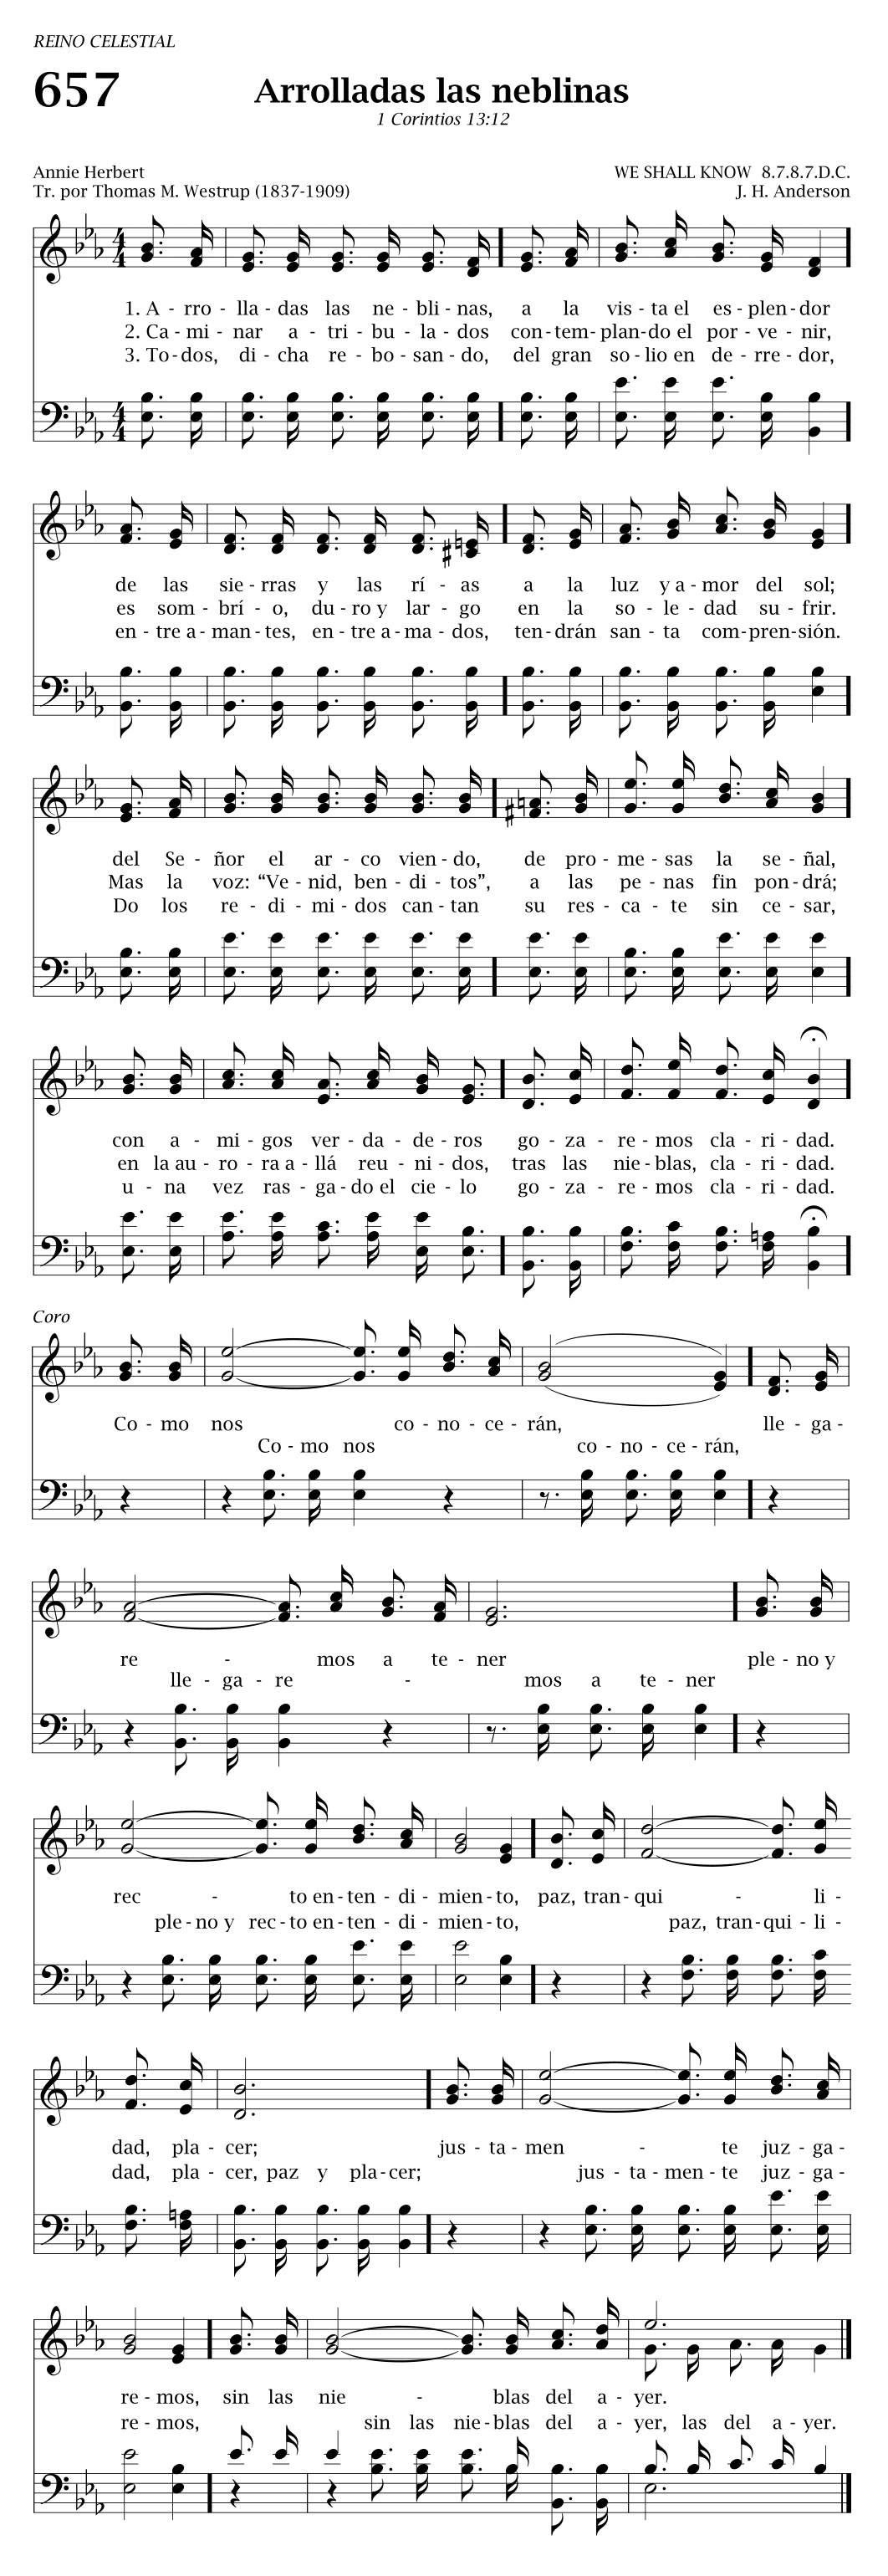 REINO CELESTIAL
657
Arrolladas las neblinas
1 Corintios 13:12
Annie Herbert
WE SHALL KNOW 8.7.8.7.D.C.
Tr. por Thomas M. Westrup (1837-1909)
J. H. Anderson
1. A - rro - lla - das las ne - bli - nas, a la vis - ta el es - plen - dor
2. Ca - mi - nar a - tri - bu - la - dos con - tem - plan - do el por - ve - nir,
3. To - dos, di - cha re - bo - san - do, del gran so - lio en de - rre - dor,
de las sie - rras y las rí - as a la luz y a - mor del sol;
es som - brí - o, du - ro y lar - go en la so - le - dad su - frir.
en - tre a - man - tes, en - tre a - ma - dos, ten - drán san - ta com - pren - sión.
del Se - ñor el ar - co vien - do, de pro - me - sas la se - ñal,
Mas la voz: “Ve - nid, ben - di - tos”, a las pe - nas fin pon - drá;
Do los re - di - mi - dos can - tan su res - ca - te sin ce - sar,
con a - mi - gos ver - da - de - ros go - za - re - mos cla - ri - dad.
en la au - ro - ra a - llá reu - ni - dos, tras las nie - blas, cla - ri - dad.
u - na vez ras - ga - do el cie - lo go - za - re - mos cla - ri - dad.
Coro
Co - mo nos co - no - ce - rán, lle - ga -
Co - mo nos co - no - ce - rán,
re - mos a te - ner ple - no y
lle - ga - re - mos a te - ner
rec - to en - ten - di - mien - to, paz, tran - qui - li -
ple - no y rec - to en - ten - di - mien - to, paz, tran - qui - li -
dad, pla - cer; jus - ta - men - te juz - ga -
dad, pla - cer, paz y pla - cer; jus - ta - men - te juz - ga -
re - mos, sin las nie - blas del a - yer.
re - mos, sin las nie - blas del a - yer, las del a - yer.